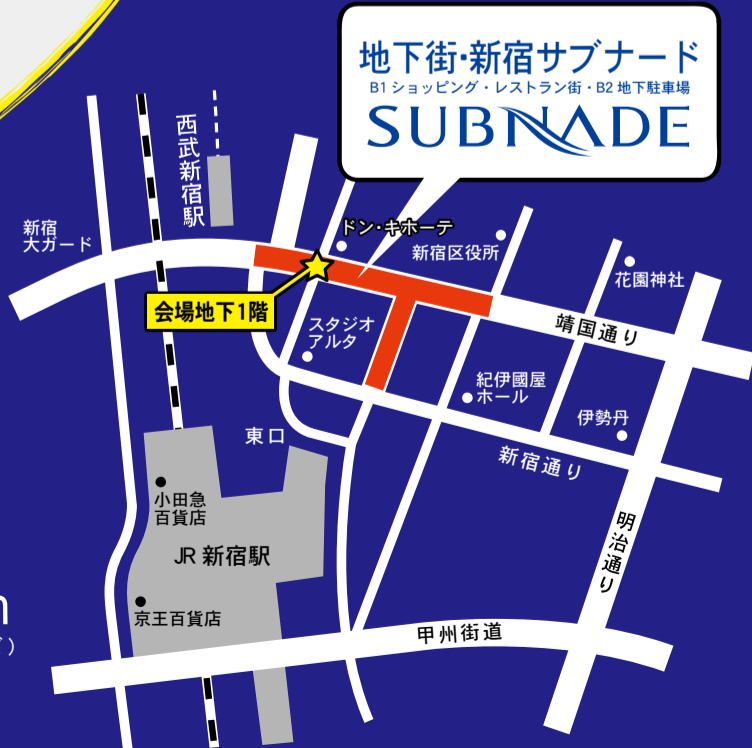 地下街・新宿サブナード
B1 ショッピング・レストラン街・B2 地下駐車場
SUBNADE
西武新宿駅
新宿
大ガード
ドン・キホーテ
新宿区役所
花園神社
会場地下1階
スタジオ
アルタ
靖国通り
紀伊國屋
ホール
伊勢丹
東口
新宿通り
小田急
百貨店
JR 新宿駅
明治通り
京王百貨店
甲州街道